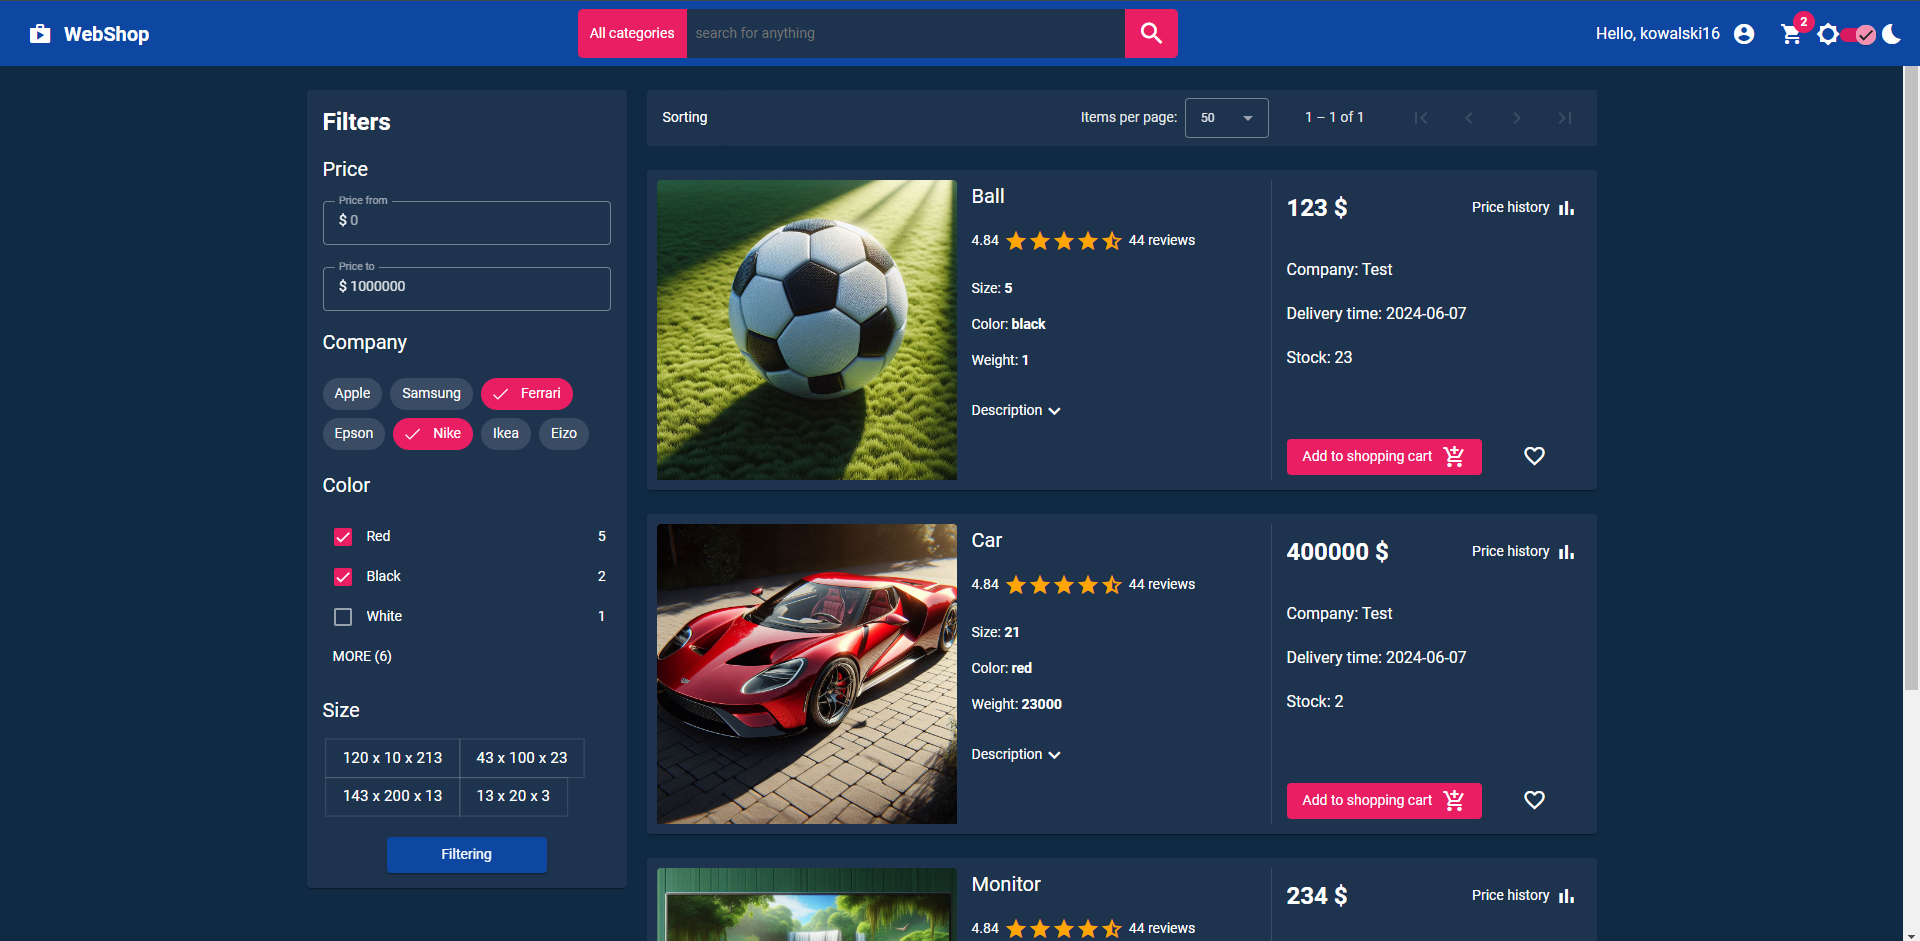 WebShop
All categories
search for anything
Hello, kowalski16
2
Filters
Price
Price from
$ 0
Price to
$ 1000000
Company
Apple
Samsung
Ferrari
Epson
Nike
Ikea
Eizo
Color
Red 5
Black 2
White 1
MORE (6)
Size
120 x 10 x 213
43 x 100 x 23
143 x 200 x 13
13 x 20 x 3
Filtering
Sorting
Items per page: 50
1 – 1 of 1
Ball
4.84 44 reviews
Size: 5
Color: black
Weight: 1
Description
123 $
Price history
Company: Test
Delivery time: 2024-06-07
Stock: 23
Add to shopping cart
Car
4.84 44 reviews
Size: 21
Color: red
Weight: 23000
Description
400000 $
Price history
Company: Test
Delivery time: 2024-06-07
Stock: 2
Add to shopping cart
Monitor
4.84 44 reviews
234 $
Price history